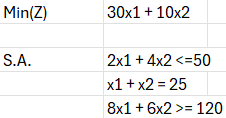 Min(Z) 30x1 + 10x2
S.A. 2x1 + 4x2 <=50
x1 + x2 = 25
8x1 + 6x2 >= 120